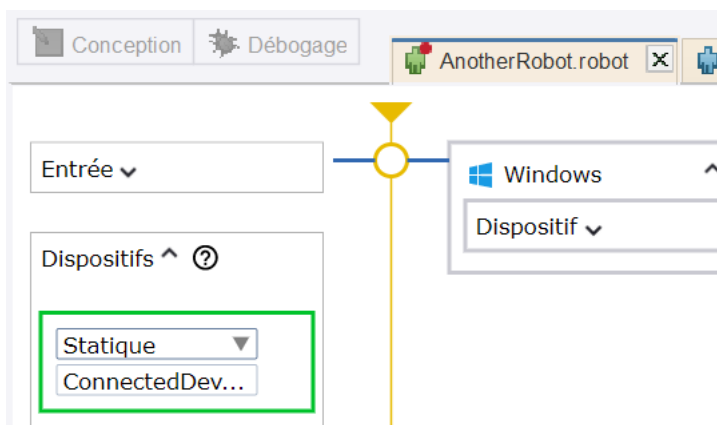 Conception
Débogage
AnotherRobot.robot
Entrée
Windows
Dispositif
Dispositifs
Statique
ConnectedDev...